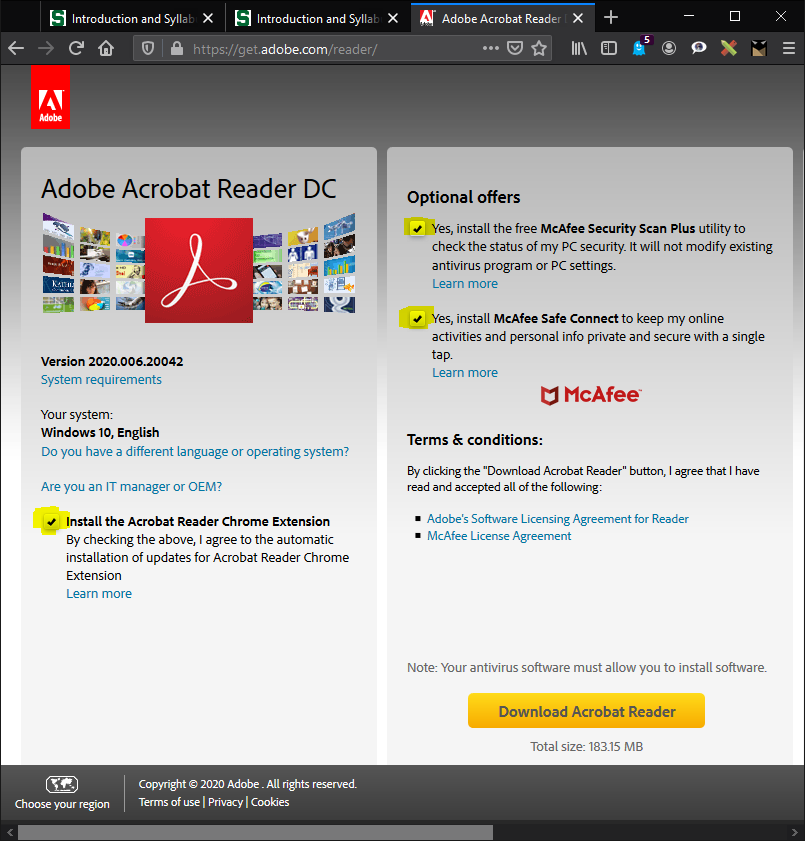 Introduction and Syllab
Introduction and Syllab
Adobe Acrobat Reader
https://get.adobe.com/reader/
5
Adobe
Adobe Acrobat Reader DC
Version 2020.006.20042
System requirements
Your system:
Windows 10, English
Do you have a different language or operating system?
Are you an IT manager or OEM?
Install the Acrobat Reader Chrome Extension
By checking the above, I agree to the automatic
installation of updates for Acrobat Reader Chrome
Extension
Learn more
Optional offers
Yes, install the free McAfee Security Scan Plus utility to
check the status of my PC security. It will not modify existing
antivirus program or PC settings.
Learn more
Yes, install McAfee Safe Connect to keep my online
activities and personal info private and secure with a single
tap.
Learn more
McAfee™
Terms & conditions:
By clicking the "Download Acrobat Reader" button, I agree that I have
read and accepted all of the following:
Adobe's Software Licensing Agreement for Reader
McAfee License Agreement
Note: Your antivirus software must allow you to install software.
Download Acrobat Reader
Total size: 183.15 MB
Choose your region
Copyright © 2020 Adobe . All rights reserved.
Terms of use | Privacy | Cookies